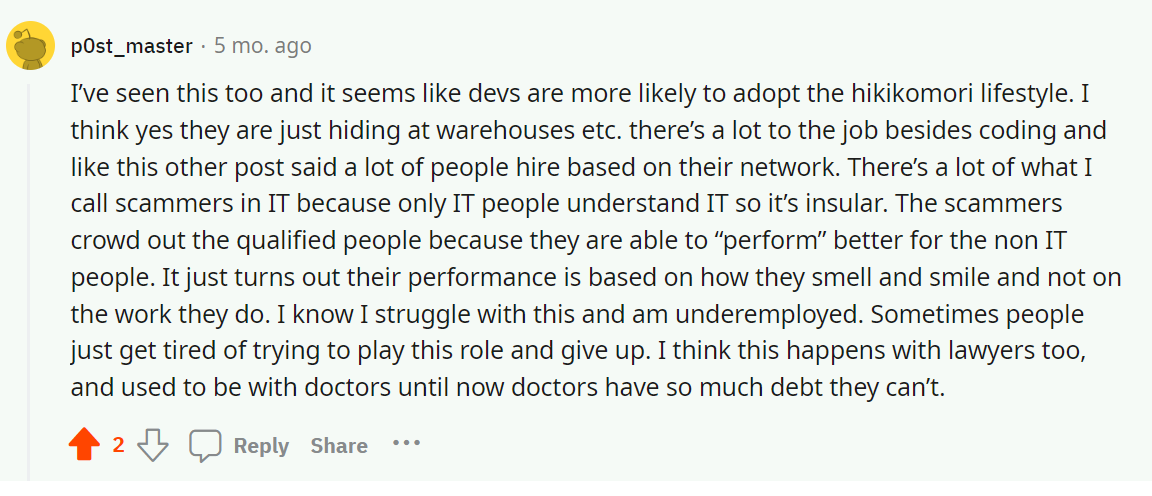 p0st_master · 5 mo. ago
I’ve seen this too and it seems like devs are more likely to adopt the hikikomori lifestyle. I
think yes they are just hiding at warehouses etc. there’s a lot to the job besides coding and
like this other post said a lot of people hire based on their network. There’s a lot of what I
call scammers in IT because only IT people understand IT so it’s insular. The scammers
crowd out the qualified people because they are able to “perform” better for the non IT
people. It just turns out their performance is based on how they smell and smile and not on
the work they do. I know I struggle with this and am underemployed. Sometimes people
just get tired of trying to play this role and give up. I think this happens with lawyers too,
and used to be with doctors until now doctors have so much debt they can’t.
2 Reply Share ...